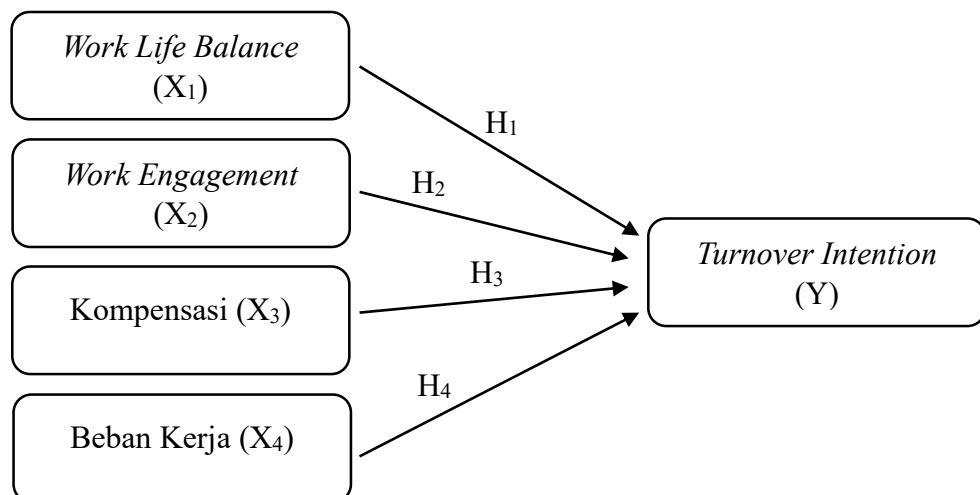 Work Life Balance
(X₁)
H₁
Work Engagement
(X₂)
H₂
Turnover Intention
(Y)
Kompensasi (X₃)
H₃
Beban Kerja (X₄)
H₄